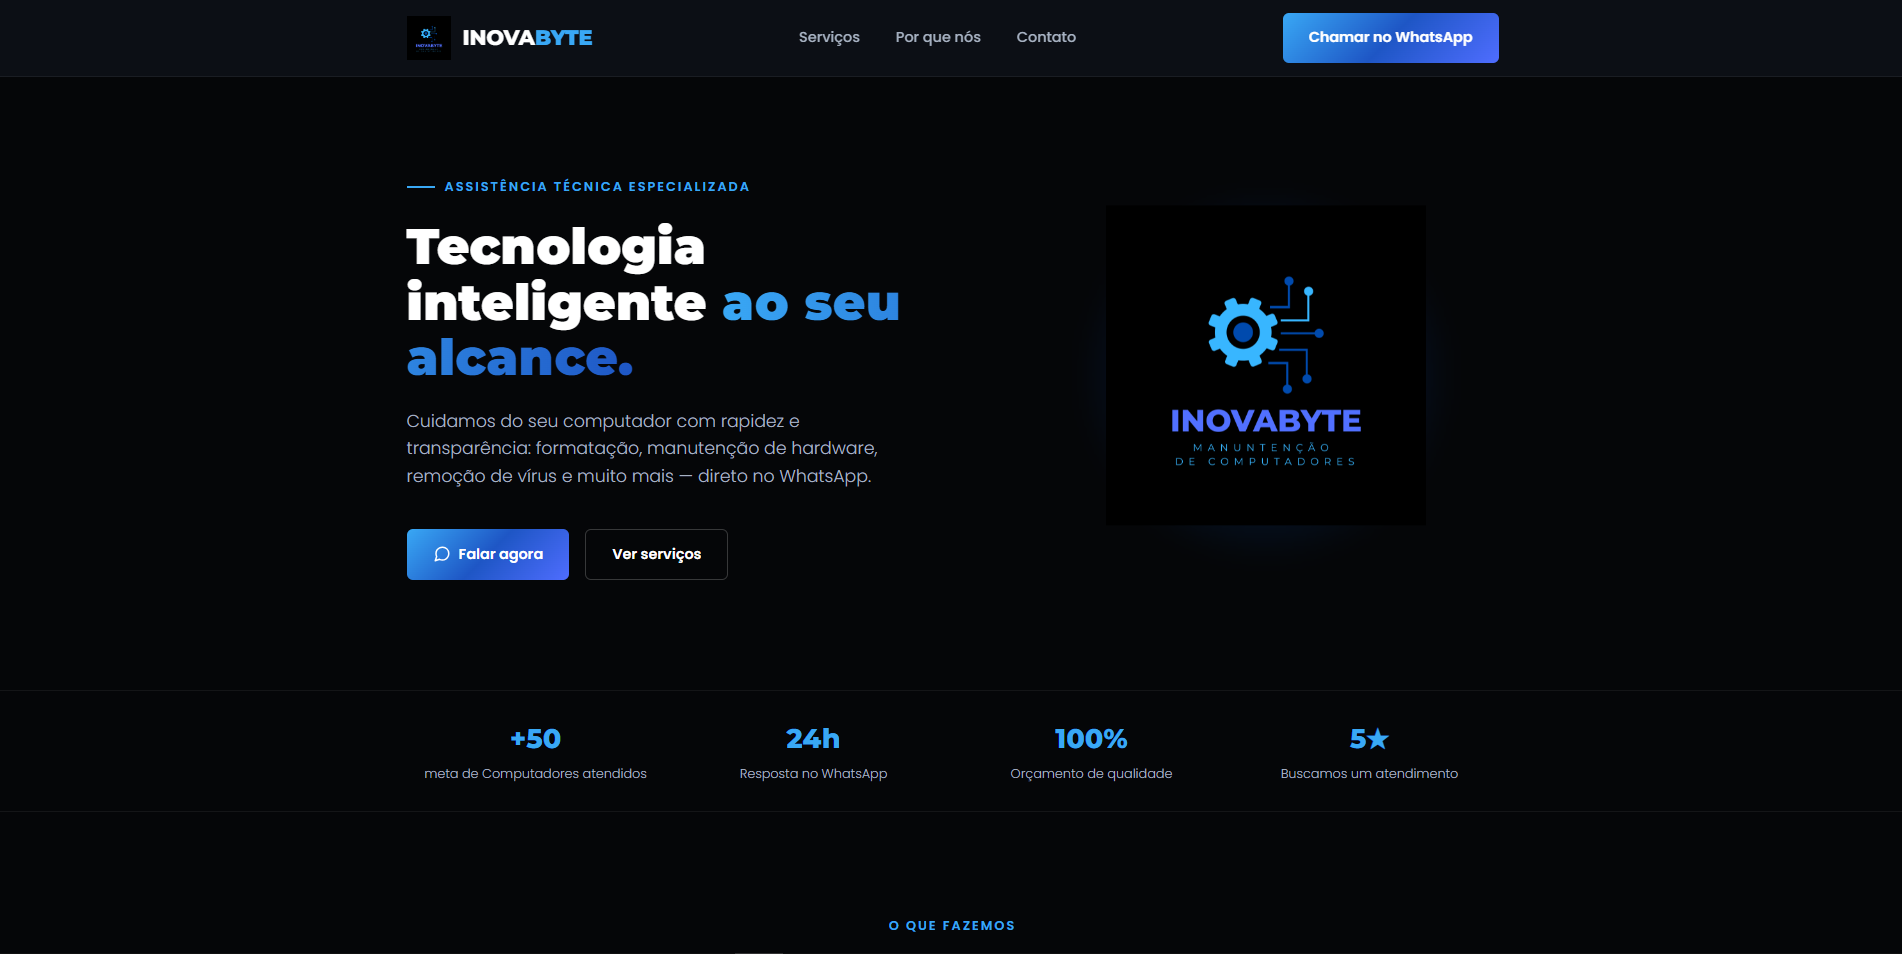 INOVABYTE
Serviços
Por que nós
Contato
Chamar no WhatsApp
ASSISTÊNCIA TÉCNICA ESPECIALIZADA
Tecnologia
inteligente ao seu
alcance.
Cuidamos do seu computador com rapidez e
transparência: formatação, manutenção de hardware,
remoção de vírus e muito mais — direto no WhatsApp.
Falar agora
Ver serviços
INOVABYTE
MANUNTENÇÃO
DE COMPUTADORES
+50
meta de Computadores atendidos
24h
Resposta no WhatsApp
100%
Orçamento de qualidade
5★
Buscamos um atendimento
O QUE FAZEMOS